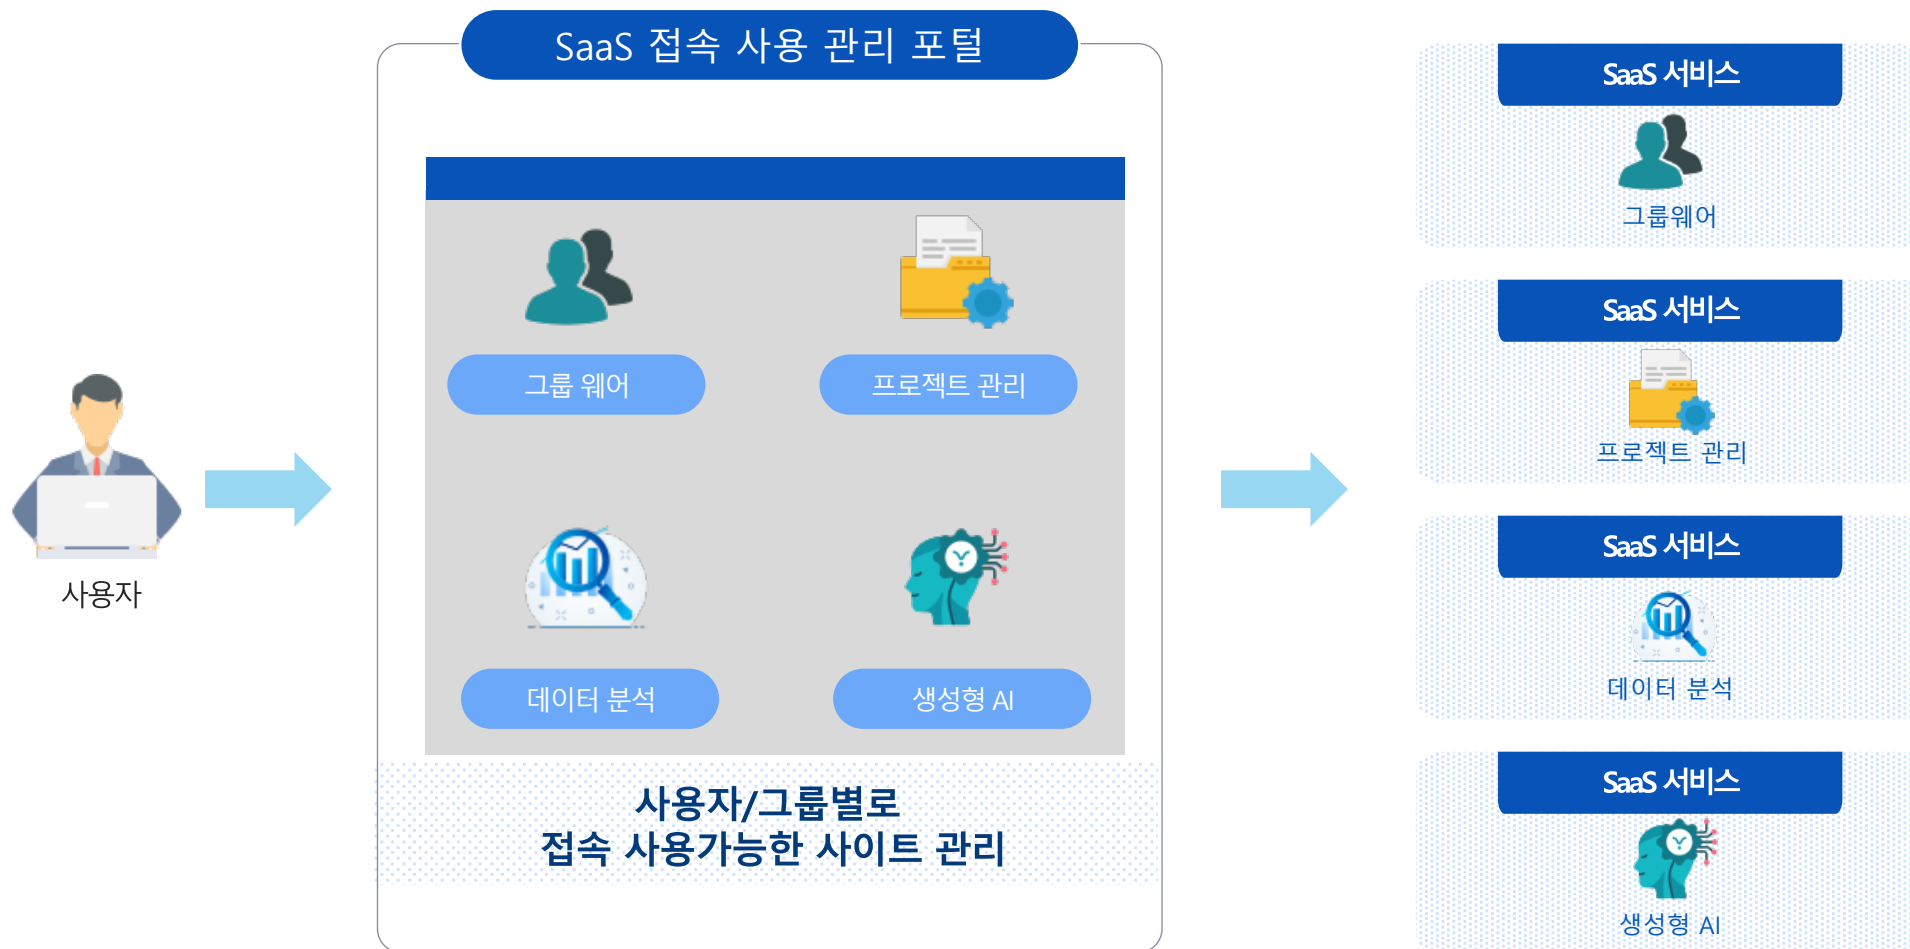 SaaS 접속 사용 관리 포털
그룹 웨어
프로젝트 관리
데이터 분석
생성형 AI
사용자/그룹별로
접속 사용가능한 사이트 관리
사용자
SaaS 서비스
그룹웨어
SaaS 서비스
프로젝트 관리
SaaS 서비스
데이터 분석
SaaS 서비스
생성형 AI